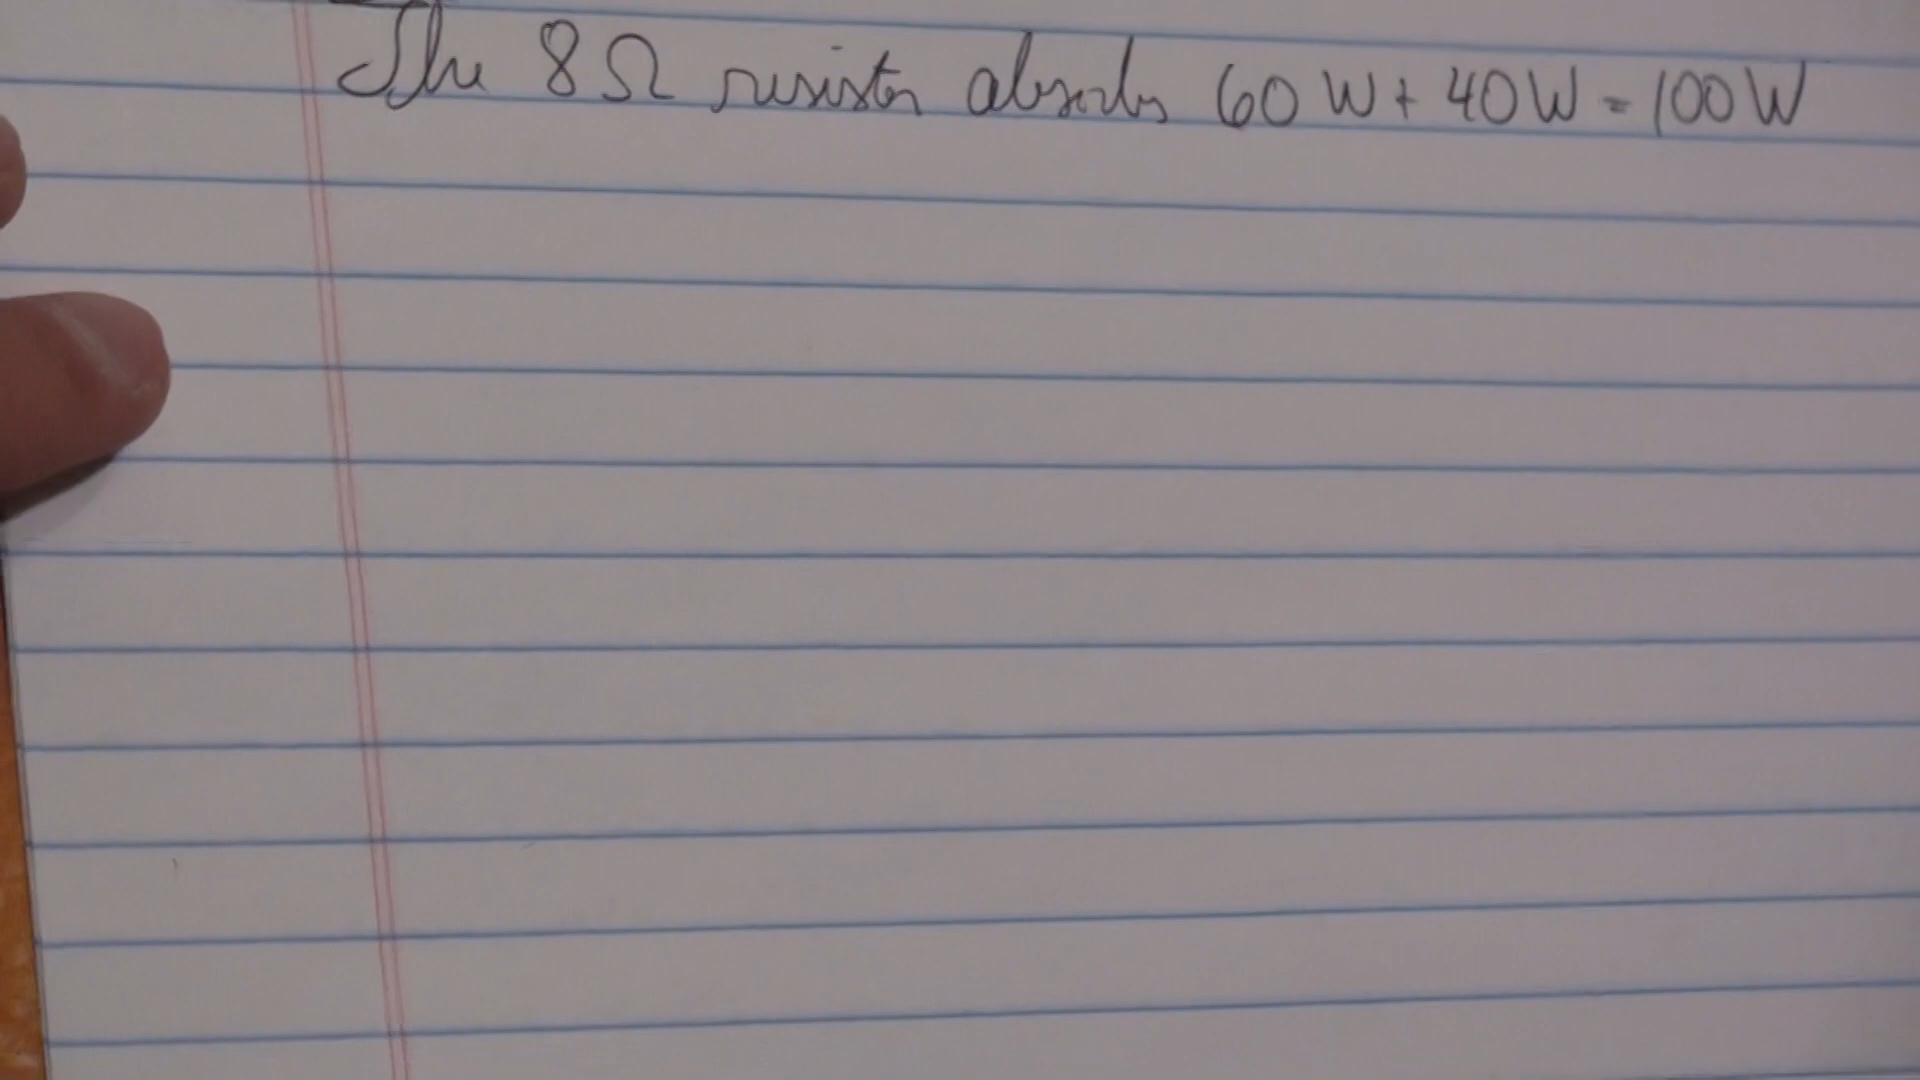 The 8 Ω resistor absorbs 60 W + 40 W = 100 W